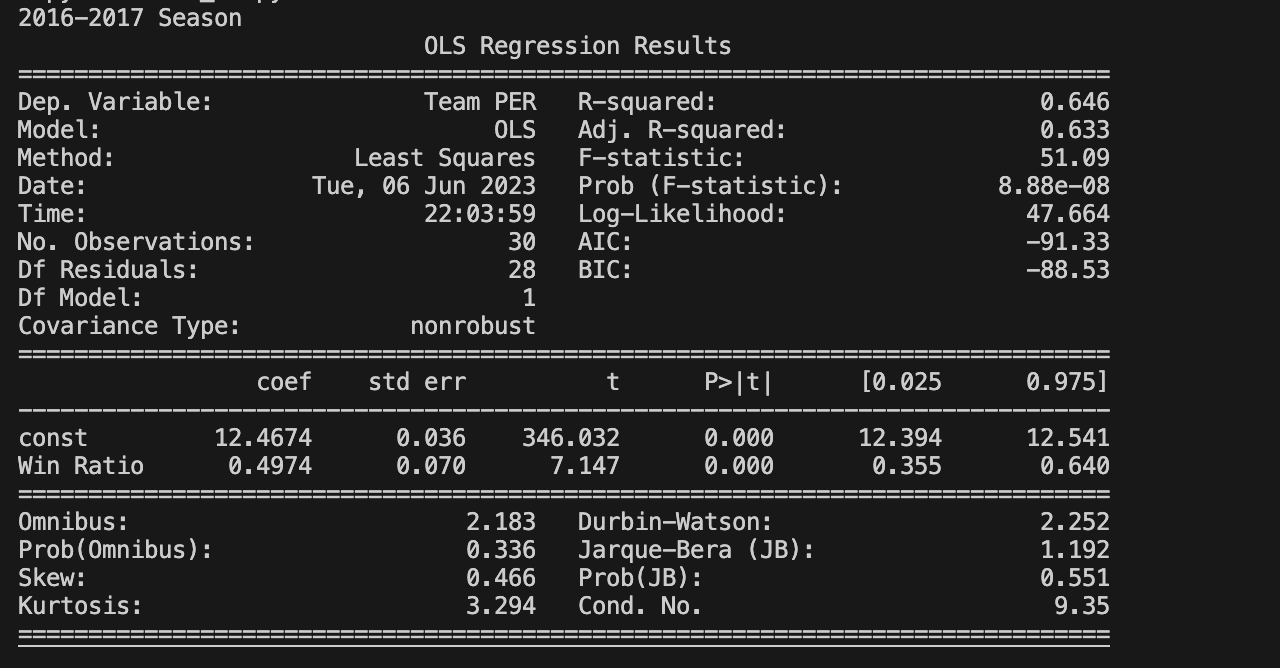 2016-2017 Season
OLS Regression Results
==============================================================================
Dep. Variable: Team PER R-squared: 0.646
Model: OLS Adj. R-squared: 0.633
Method: Least Squares F-statistic: 51.09
Date: Tue, 06 Jun 2023 Prob (F-statistic): 8.88e-08
Time: 22:03:59 Log-Likelihood: 47.664
No. Observations: 30 AIC: -91.33
Df Residuals: 28 BIC: -88.53
Df Model: 1
Covariance Type: nonrobust
==============================================================================
coef std err t P>|t| [0.025 0.975]
------------------------------------------------------------------------------
const 12.4674 0.036 346.032 0.000 12.394 12.541
Win Ratio 0.4974 0.070 7.147 0.000 0.355 0.640
==============================================================================
Omnibus: 2.183 Durbin-Watson: 2.252
Prob(Omnibus): 0.336 Jarque-Bera (JB): 1.192
Skew: 0.466 Prob(JB): 0.551
Kurtosis: 3.294 Cond. No. 9.35
==============================================================================